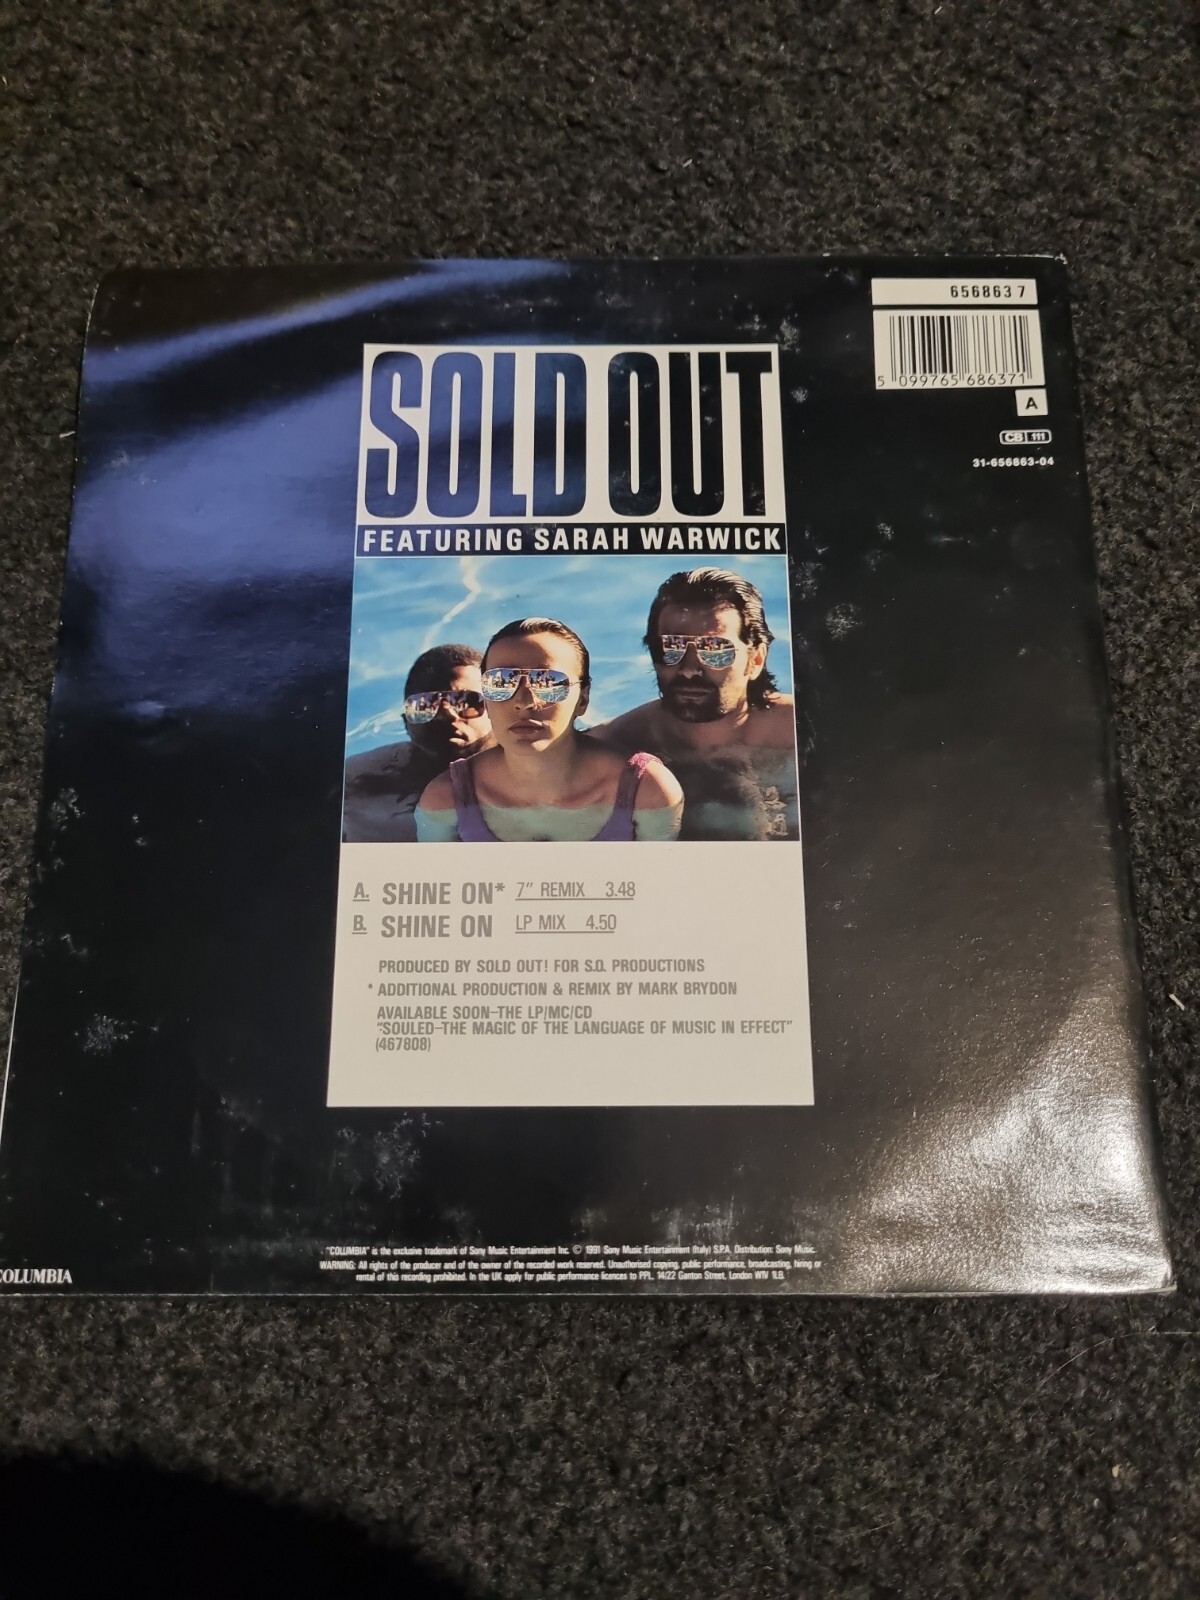 656863 7
5 099765 686371
A
CB 111
31-656863-04
SOLD OUT
FEATURING SARAH WARWICK
A. SHINE ON* 7" REMIX 3.48
B. SHINE ON LP MIX 4.50
PRODUCED BY SOLD OUT! FOR S.O. PRODUCTIONS
* ADDITIONAL PRODUCTION & REMIX BY MARK BRYDON
AVAILABLE SOON–THE LP/MC/CD
"SOULED–THE MAGIC OF THE LANGUAGE OF MUSIC IN EFFECT"
(467808)
"COLUMBIA" is the exclusive trademark of Sony Music Entertainment Inc. © 1991 Sony Music Entertainment (Italy) S.P.A. Distribution: Sony Music.
WARNING: All rights of the producer and of the owner of the recorded work reserved. Unauthorised copying, public performance, broadcasting, hiring or
rental of this recording prohibited. In the UK apply for public performance licences to PPL, 14/22 Ganton Street, London W1V 1LB.
COLUMBIA